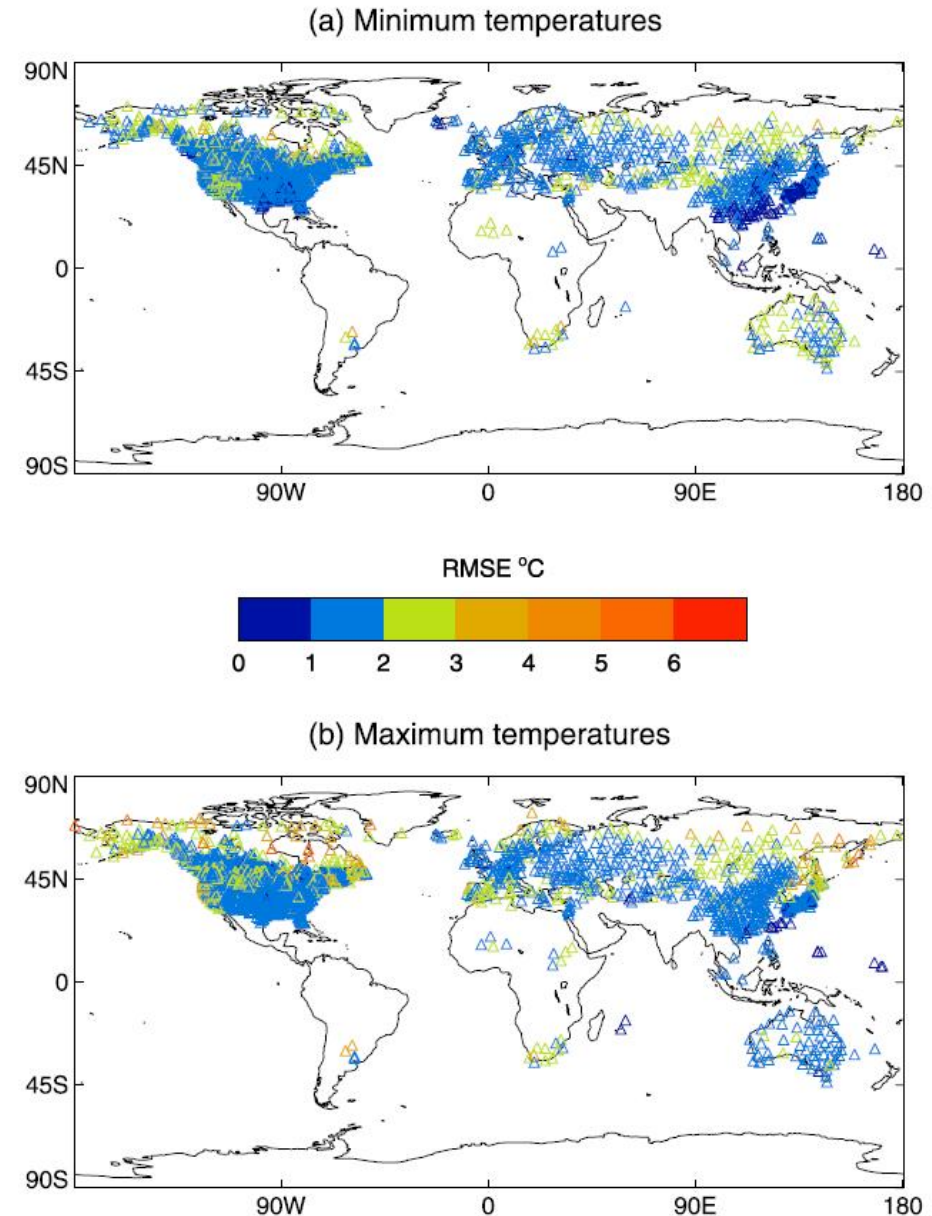 (a) Minimum temperatures
90N
45N
0
45S
90S
90W 0 90E 180
RMSE °C
0 1 2 3 4 5 6
(b) Maximum temperatures
90N
45N
0
45S
90S
90W 0 90E 180